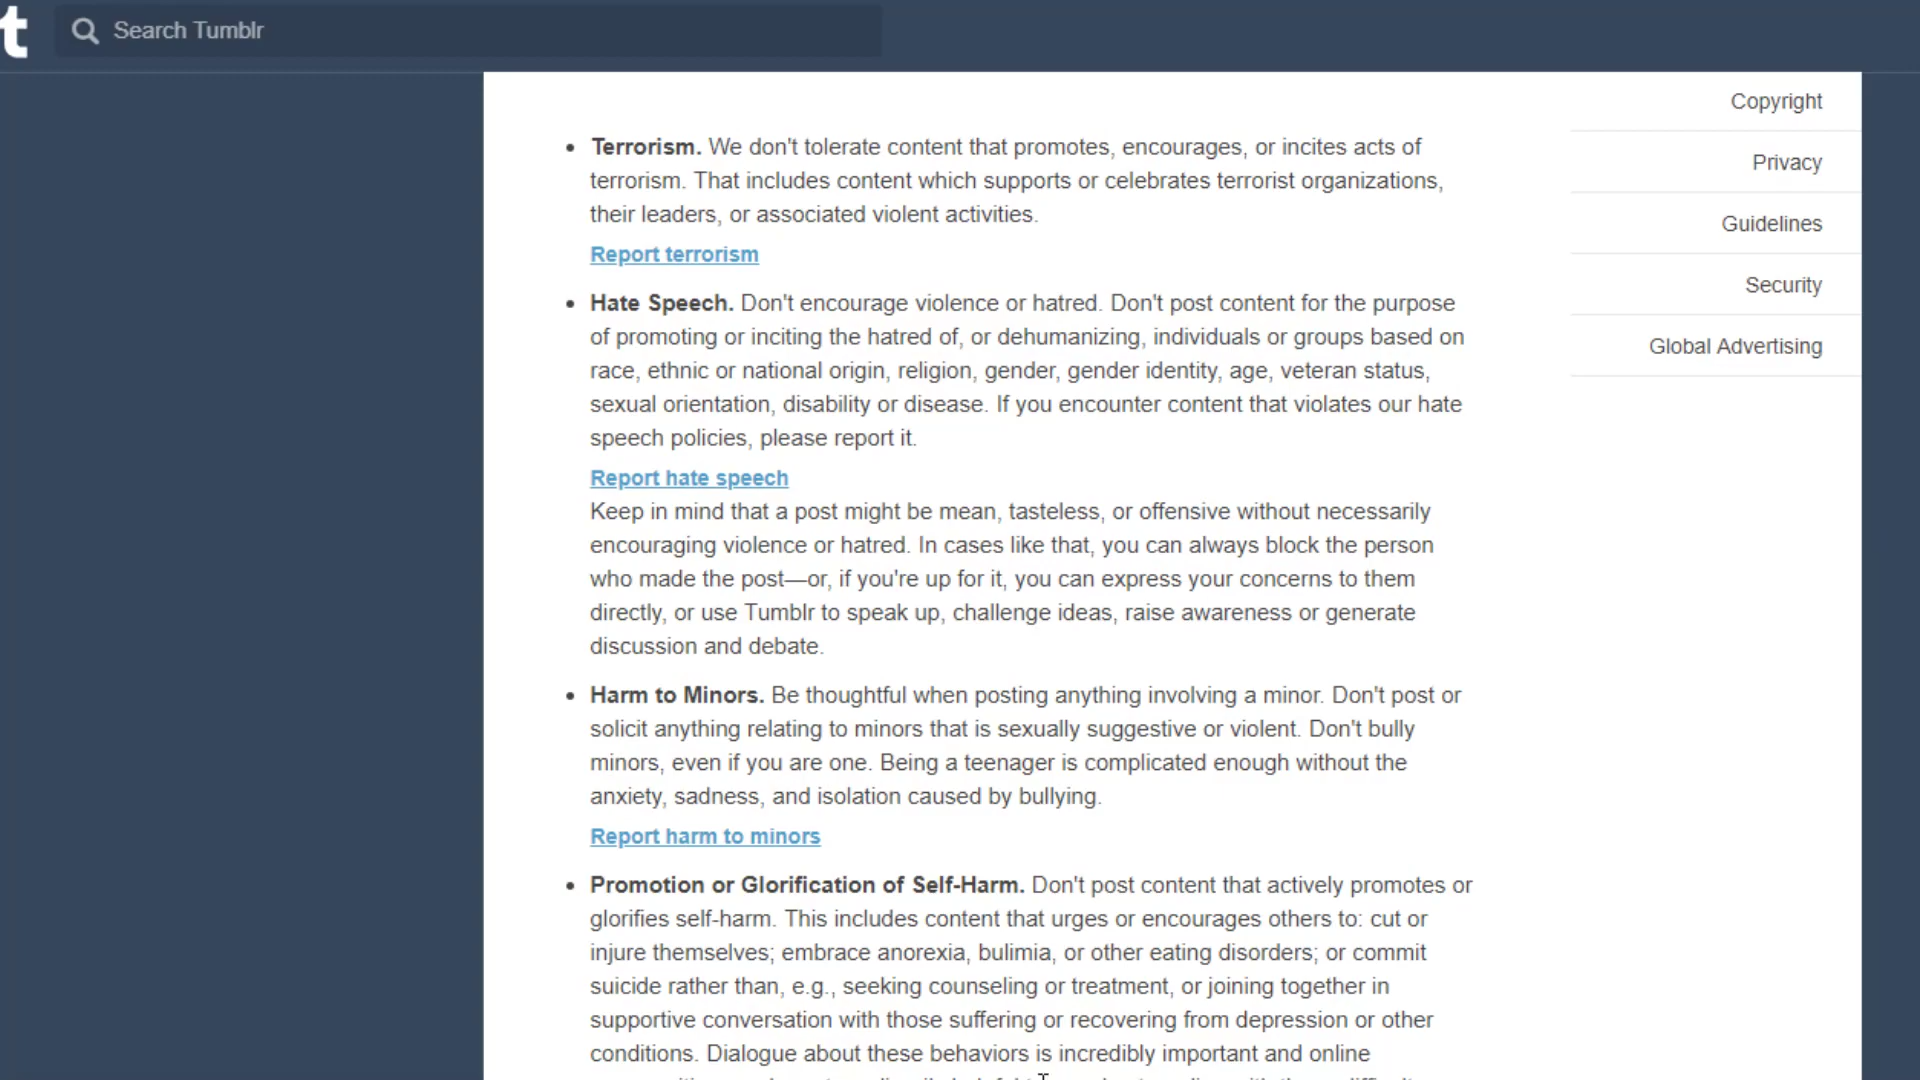 t
Search Tumblr
Copyright
Privacy
Guidelines
Security
Global Advertising
• Terrorism. We don't tolerate content that promotes, encourages, or incites acts of
terrorism. That includes content which supports or celebrates terrorist organizations,
their leaders, or associated violent activities.
Report terrorism
• Hate Speech. Don't encourage violence or hatred. Don't post content for the purpose
of promoting or inciting the hatred of, or dehumanizing, individuals or groups based on
race, ethnic or national origin, religion, gender, gender identity, age, veteran status,
sexual orientation, disability or disease. If you encounter content that violates our hate
speech policies, please report it.
Report hate speech
Keep in mind that a post might be mean, tasteless, or offensive without necessarily
encouraging violence or hatred. In cases like that, you can always block the person
who made the post—or, if you're up for it, you can express your concerns to them
directly, or use Tumblr to speak up, challenge ideas, raise awareness or generate
discussion and debate.
• Harm to Minors. Be thoughtful when posting anything involving a minor. Don't post or
solicit anything relating to minors that is sexually suggestive or violent. Don't bully
minors, even if you are one. Being a teenager is complicated enough without the
anxiety, sadness, and isolation caused by bullying.
Report harm to minors
• Promotion or Glorification of Self-Harm. Don't post content that actively promotes or
glorifies self-harm. This includes content that urges or encourages others to: cut or
injure themselves; embrace anorexia, bulimia, or other eating disorders; or commit
suicide rather than, e.g., seeking counseling or treatment, or joining together in
supportive conversation with those suffering or recovering from depression or other
conditions. Dialogue about these behaviors is incredibly important and online